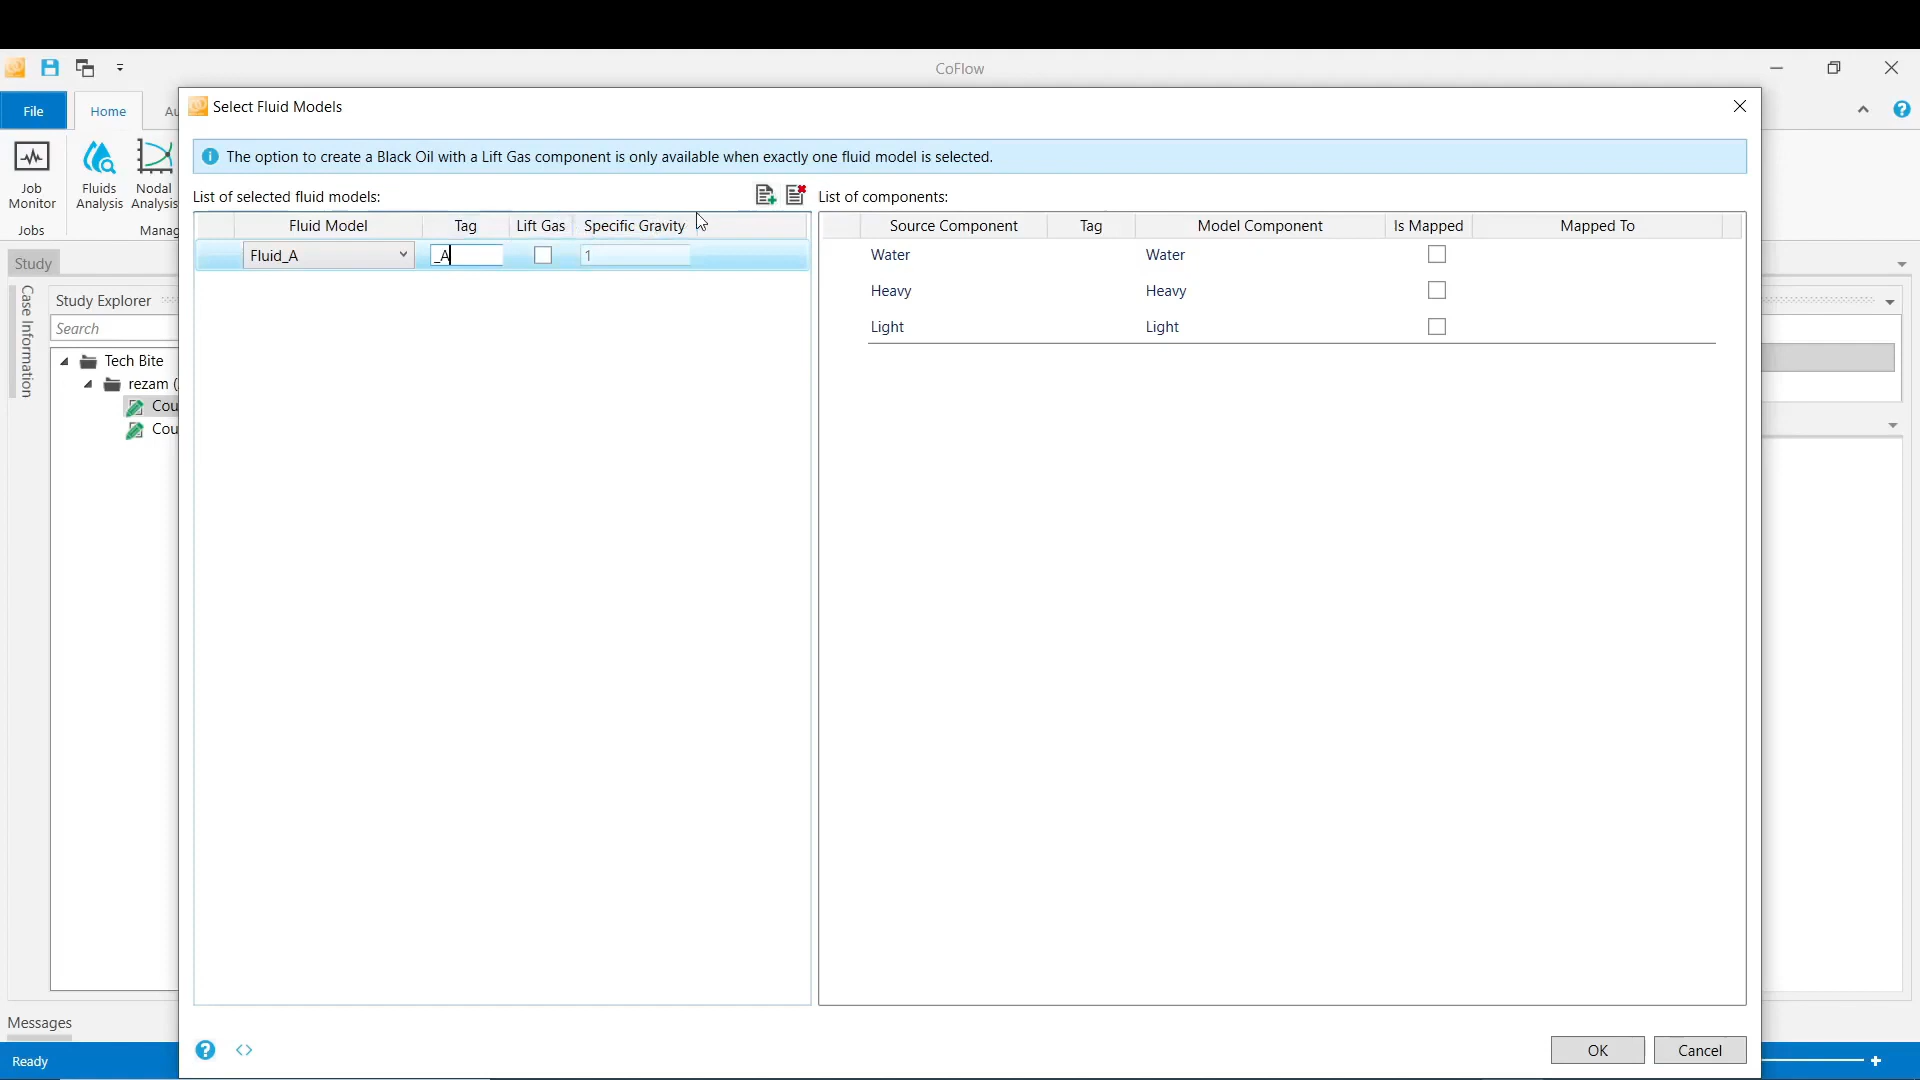 CoFlow
File
Home
Au
Select Fluid Models
Job
Monitor
Fluids
Analysis
Nodal
Analysis
Jobs
Manag
The option to create a Black Oil with a Lift Gas component is only available when exactly one fluid model is selected.
List of selected fluid models:
List of components:
Fluid Model Tag Lift Gas Specific Gravity
Fluid_A _A 1
Source Component Tag Model Component Is Mapped Mapped To
Water Water
Heavy Heavy
Light Light
Study
Case Information
Study Explorer
Search
Tech Bite
rezam (
Cou
Cou
Messages
Ready
<>
OK
Cancel